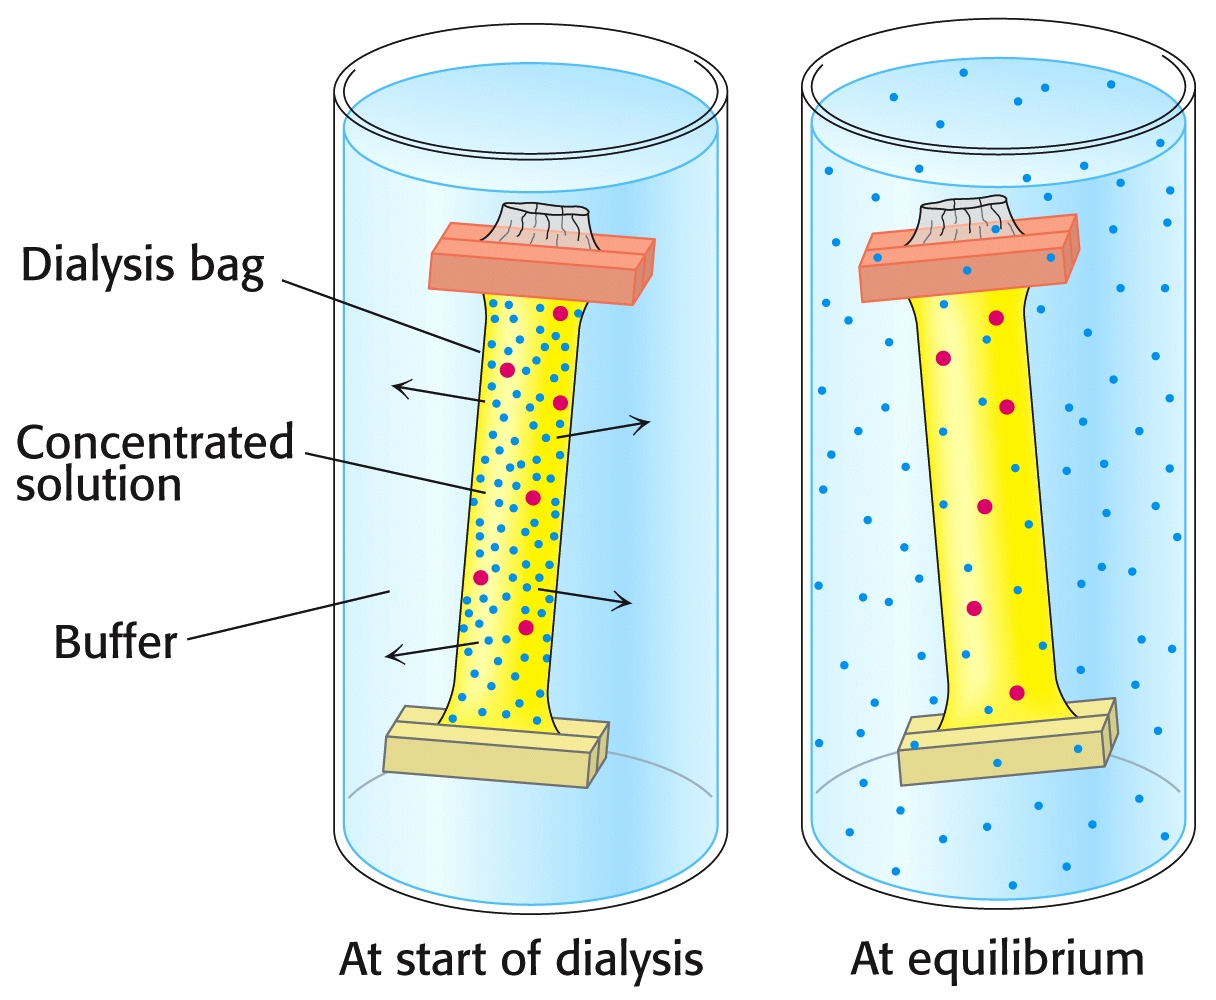 Dialysis bag
Concentrated
solution
Buffer
At start of dialysis
At equilibrium